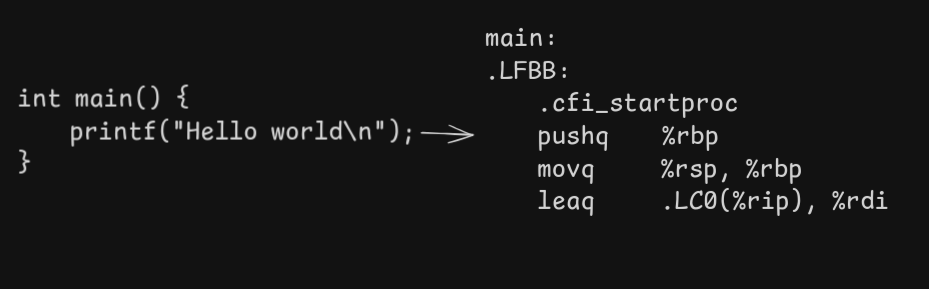 int main() {
    printf("Hello world\n");
}
main:
.LFBB:
    .cfi_startproc
    pushq    %rbp
    movq    %rsp, %rbp
    leaq    .LC0(%rip), %rdi